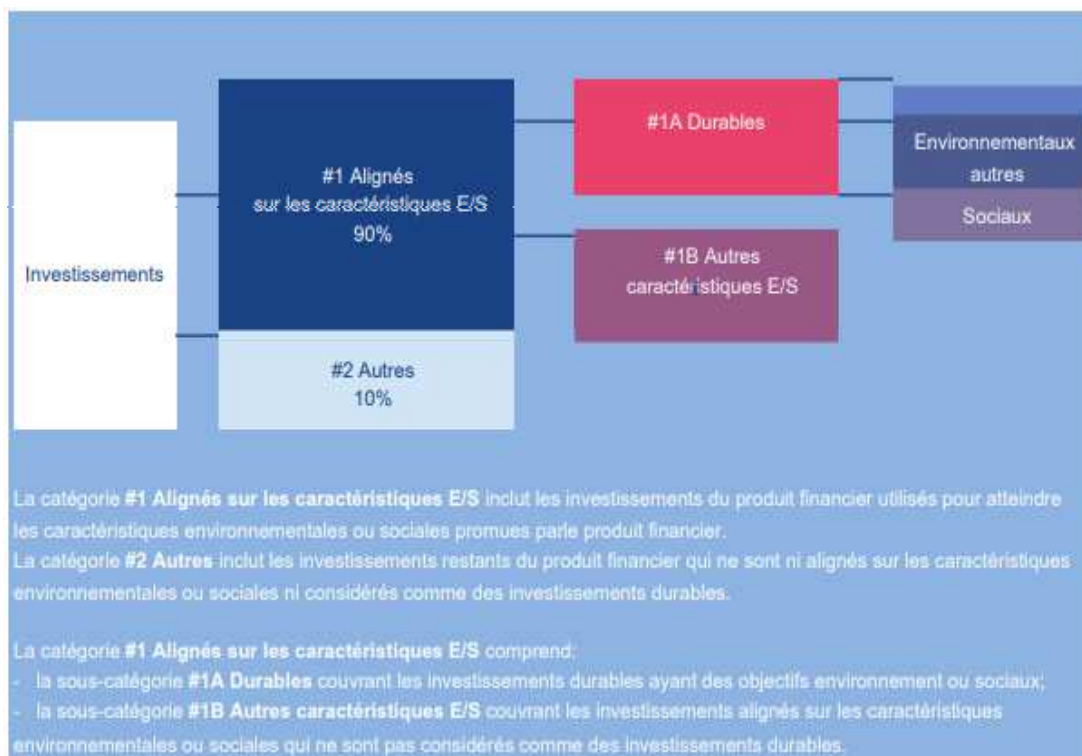 #1A Durables
Environnementaux
autres
#1 Alignés
sur les caractéristiques E/S
90%
Sociaux
#1B Autres
caractéristiques E/S
Investissements
#2 Autres
10%
La catégorie #1 Alignés sur les caractéristiques E/S inclut les investissements du produit financier utilisés pour atteindre
les caractéristiques environnementales ou sociales promues parle produit financier.
La catégorie #2 Autres inclut les investissements restants du produit financier qui ne sont ni alignés sur les caractéristiques
environnementales ou sociales ni considérés comme des investissements durables.
La catégorie #1 Alignés sur les caractéristiques E/S comprend:
- la sous-catégorie #1A Durables couvrant les investissements durables ayant des objectifs environnement ou sociaux;
- la sous-catégorie #1B Autres caractéristiques E/S couvrant les investissements alignés sur les caractéristiques
environnementales ou sociales qui ne sont pas considérés comme des investissements durables.